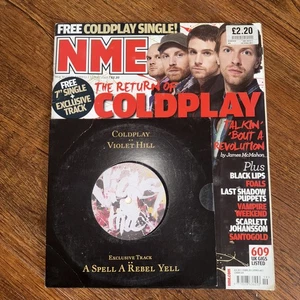 FREE COLDPLAY SINGLE!
£2.20
NME
FREE
7" SINGLE
+
EXCLUSIVE
TRACK
THE RETURN OF
COLDPLAY
TALKIN'
'BOUT A
REVOLUTION
by James McMahon.
COLDPLAY
VIOLET HILL
Plus
BLACK LIPS
FOALS
LAST SHADOW
PUPPETS
VAMPIRE
WEEKEND
SCARLETT
JOHANSSON
SANTOGOLD
VIOLET
HILL
609
UK GIGS
LISTED
EXCLUSIVE TRACK
A SPELL A REBEL YELL